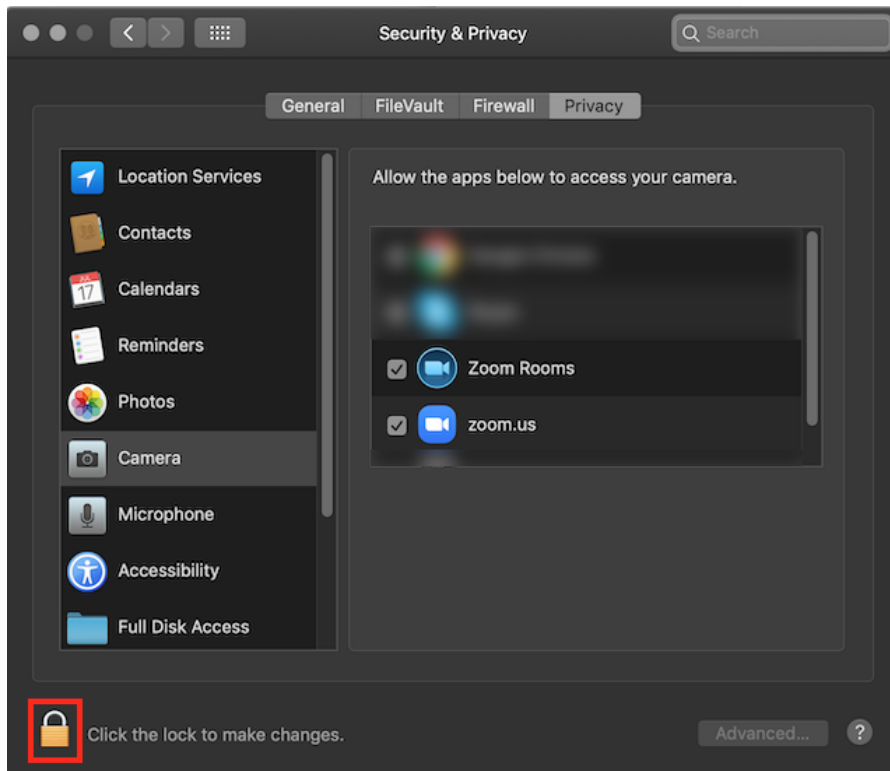 Security & Privacy
Search
General FileVault Firewall Privacy
Location Services
Contacts
JUL
17
Calendars
Reminders
Photos
Camera
Microphone
Accessibility
Full Disk Access
Allow the apps below to access your camera.
Zoom Rooms
zoom.us
Click the lock to make changes.
Advanced...
?